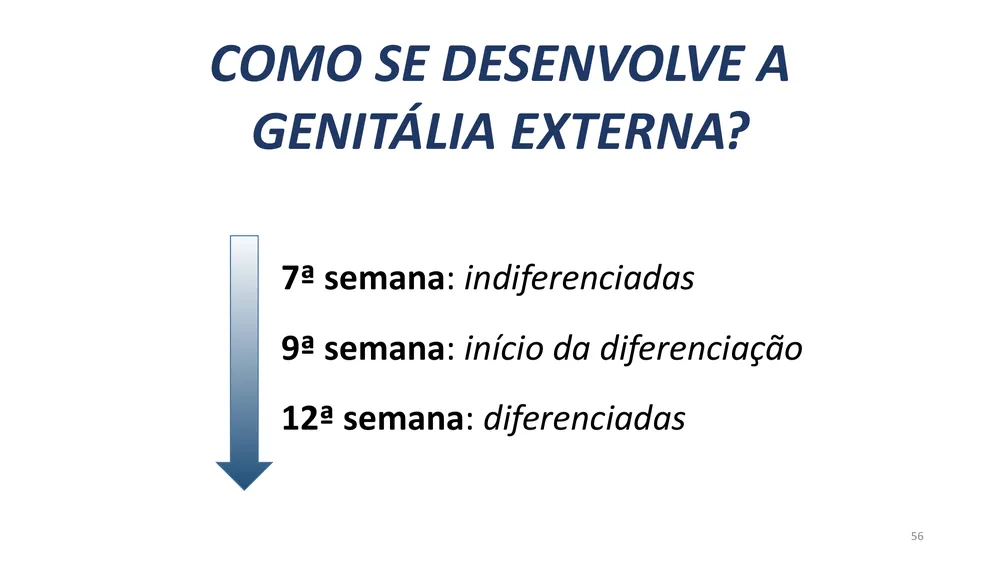 COMO SE DESENVOLVE A
GENITÁLIA EXTERNA?
7ª semana: indiferenciadas
9ª semana: início da diferenciação
12ª semana: diferenciadas
56